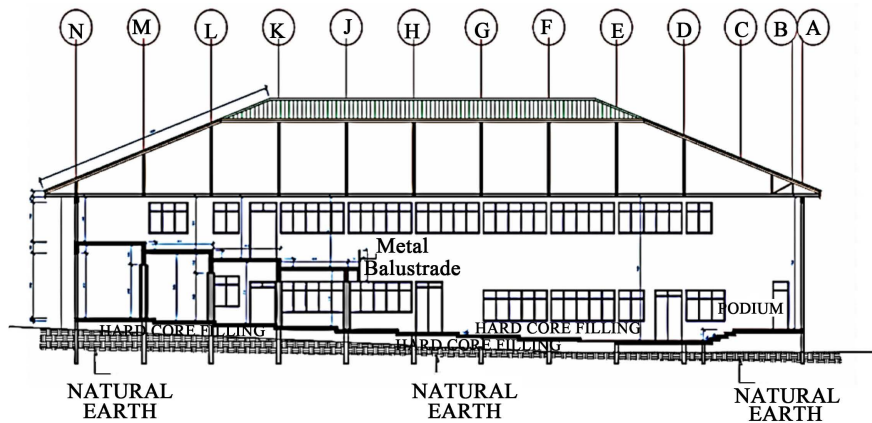 N M L K J H G F E D C B A
Metal
Balustrade
PODIUM
HARD CORE FILLING
HARD CORE FILLING
HARD CORE FILLING
NATURAL
EARTH
NATURAL
EARTH
NATURAL
EARTH